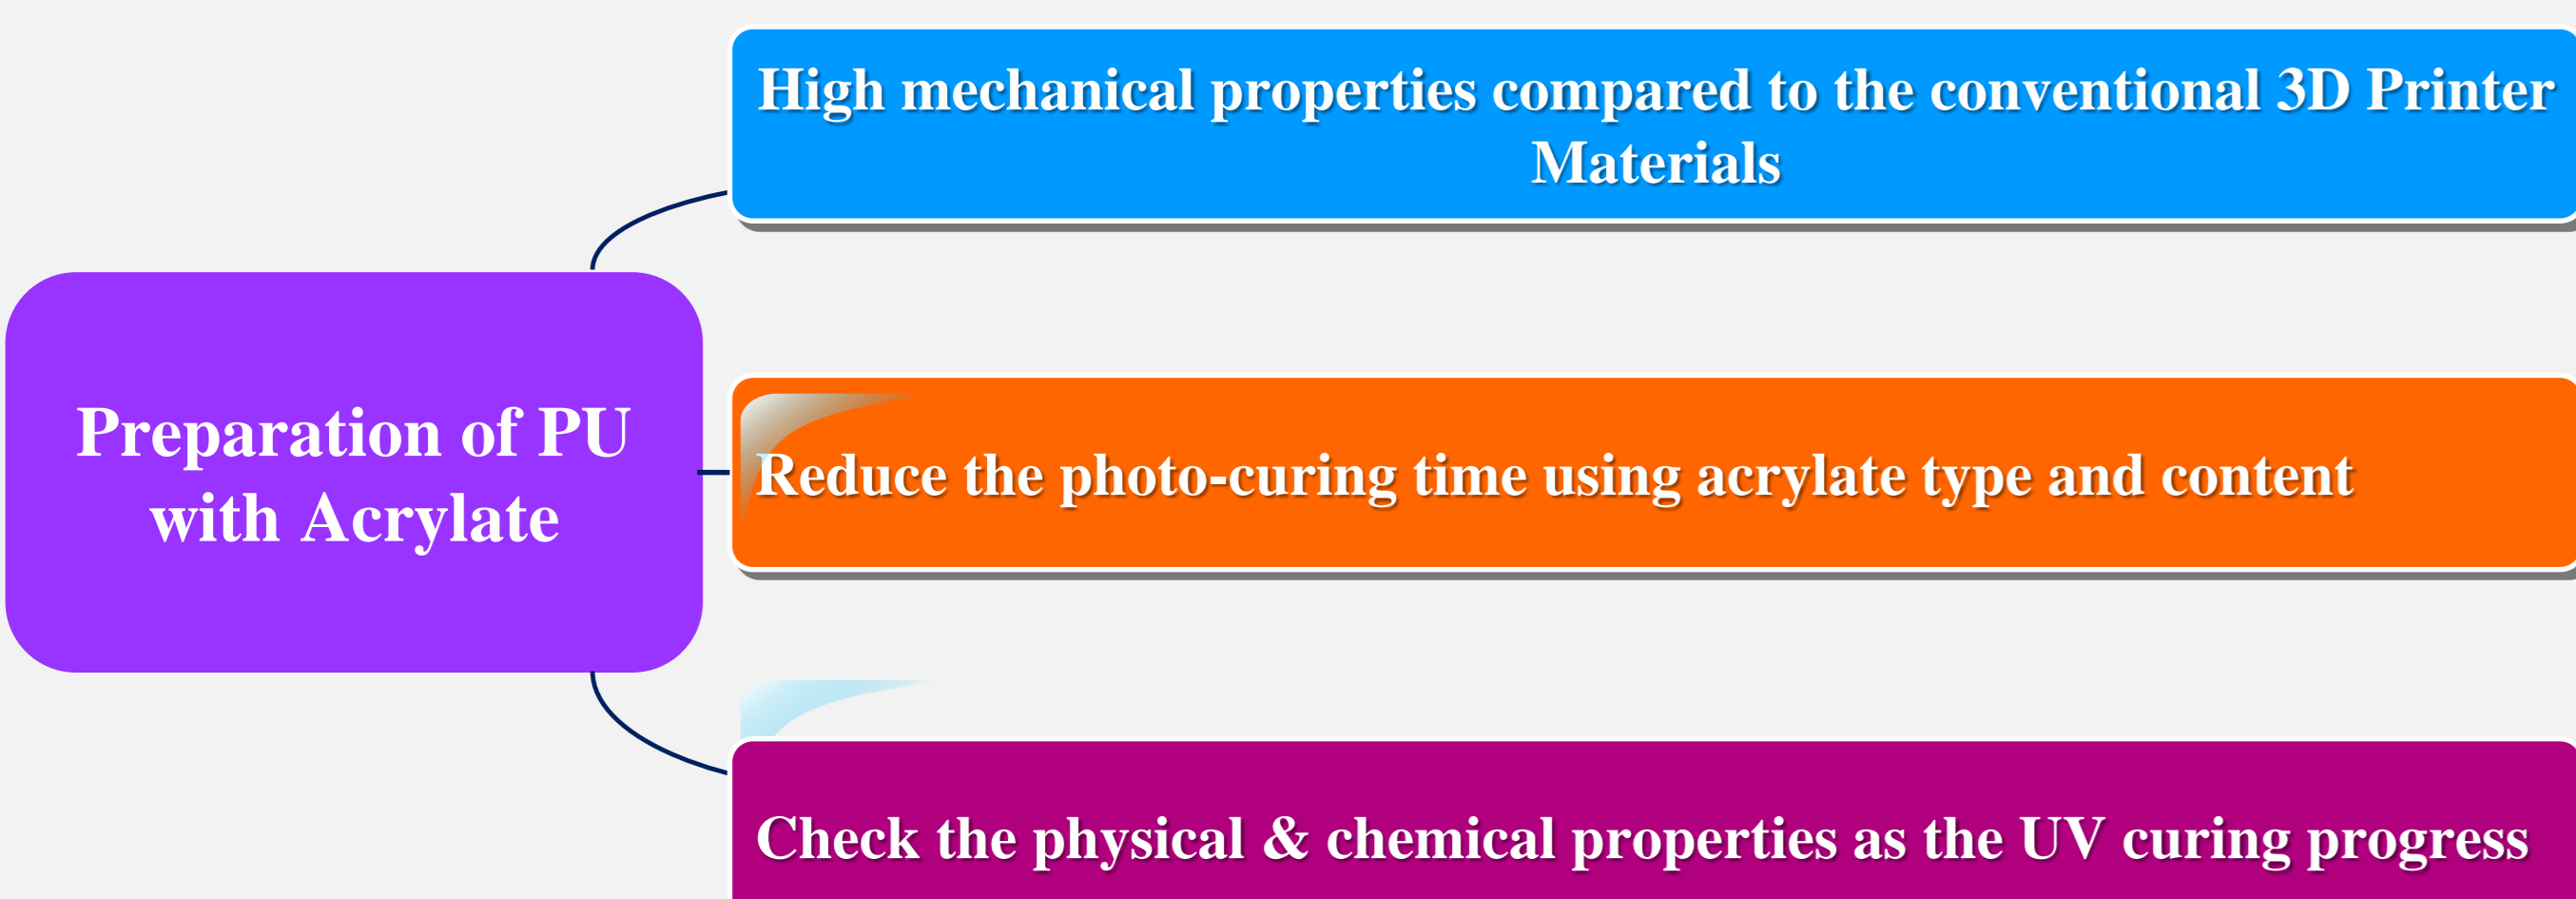 High mechanical properties compared to the conventional 3D Printer
Materials
Preparation of PU
with Acrylate
Reduce the photo-curing time using acrylate type and content
Check the physical & chemical properties as the UV curing progress